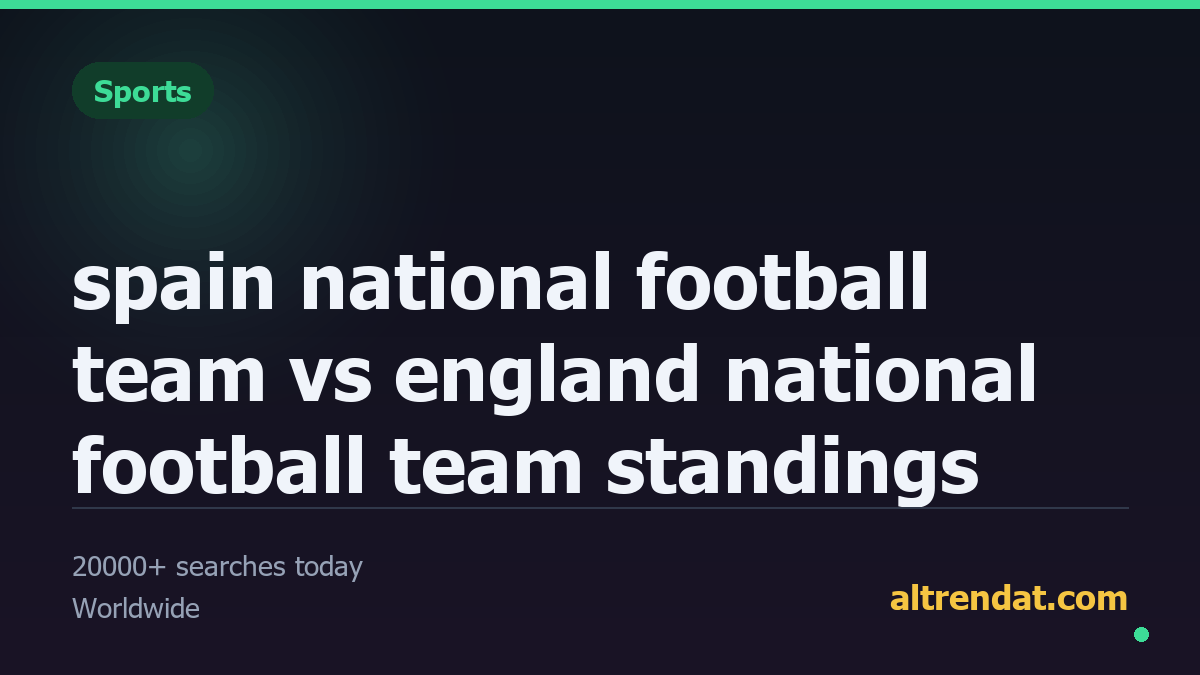 Sports
spain national football
team vs england national
football team standings
20000+ searches today
Worldwide
altrendat.com